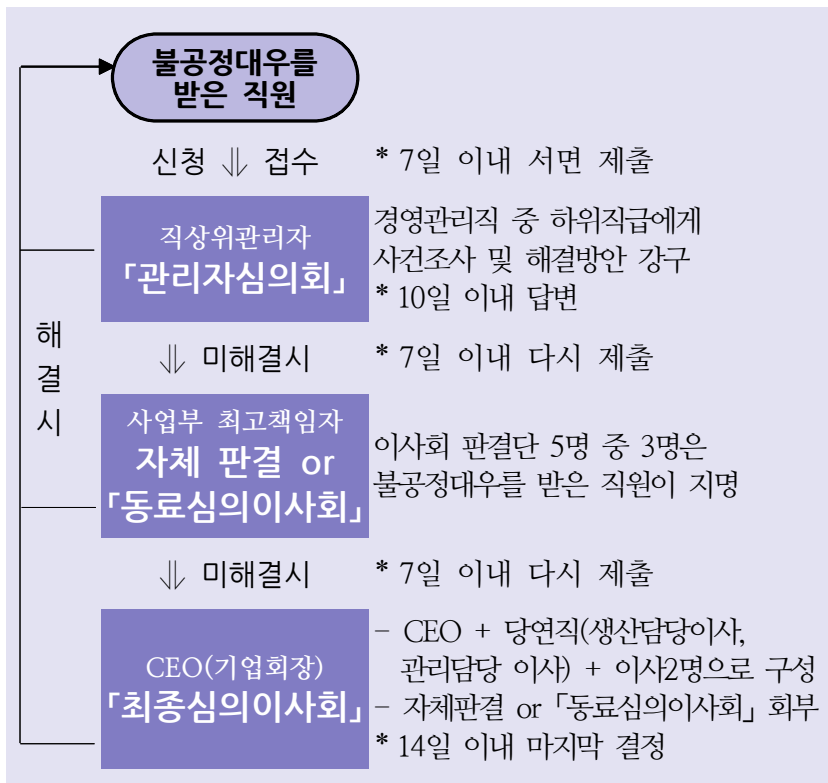 불공정대우를
받은 직원
신청 ⇓ 접수
* 7일 이내 서면 제출
직상위관리자
「관리자심의회」
경영관리직 중 하위직급에게
사건조사 및 해결방안 강구
* 10일 이내 답변
해
결
시
⇓ 미해결시
* 7일 이내 다시 제출
사업부 최고책임자
자체 판결 or
「동료심의이사회」
이사회 판결단 5명 중 3명은
불공정대우를 받은 직원이 지명
⇓ 미해결시
* 7일 이내 다시 제출
CEO(기업회장)
「최종심의이사회」
- CEO + 당연직(생산담당이사,
관리담당 이사) + 이사2명으로 구성
- 자체판결 or 「동료심의이사회」 회부
* 14일 이내 마지막 결정